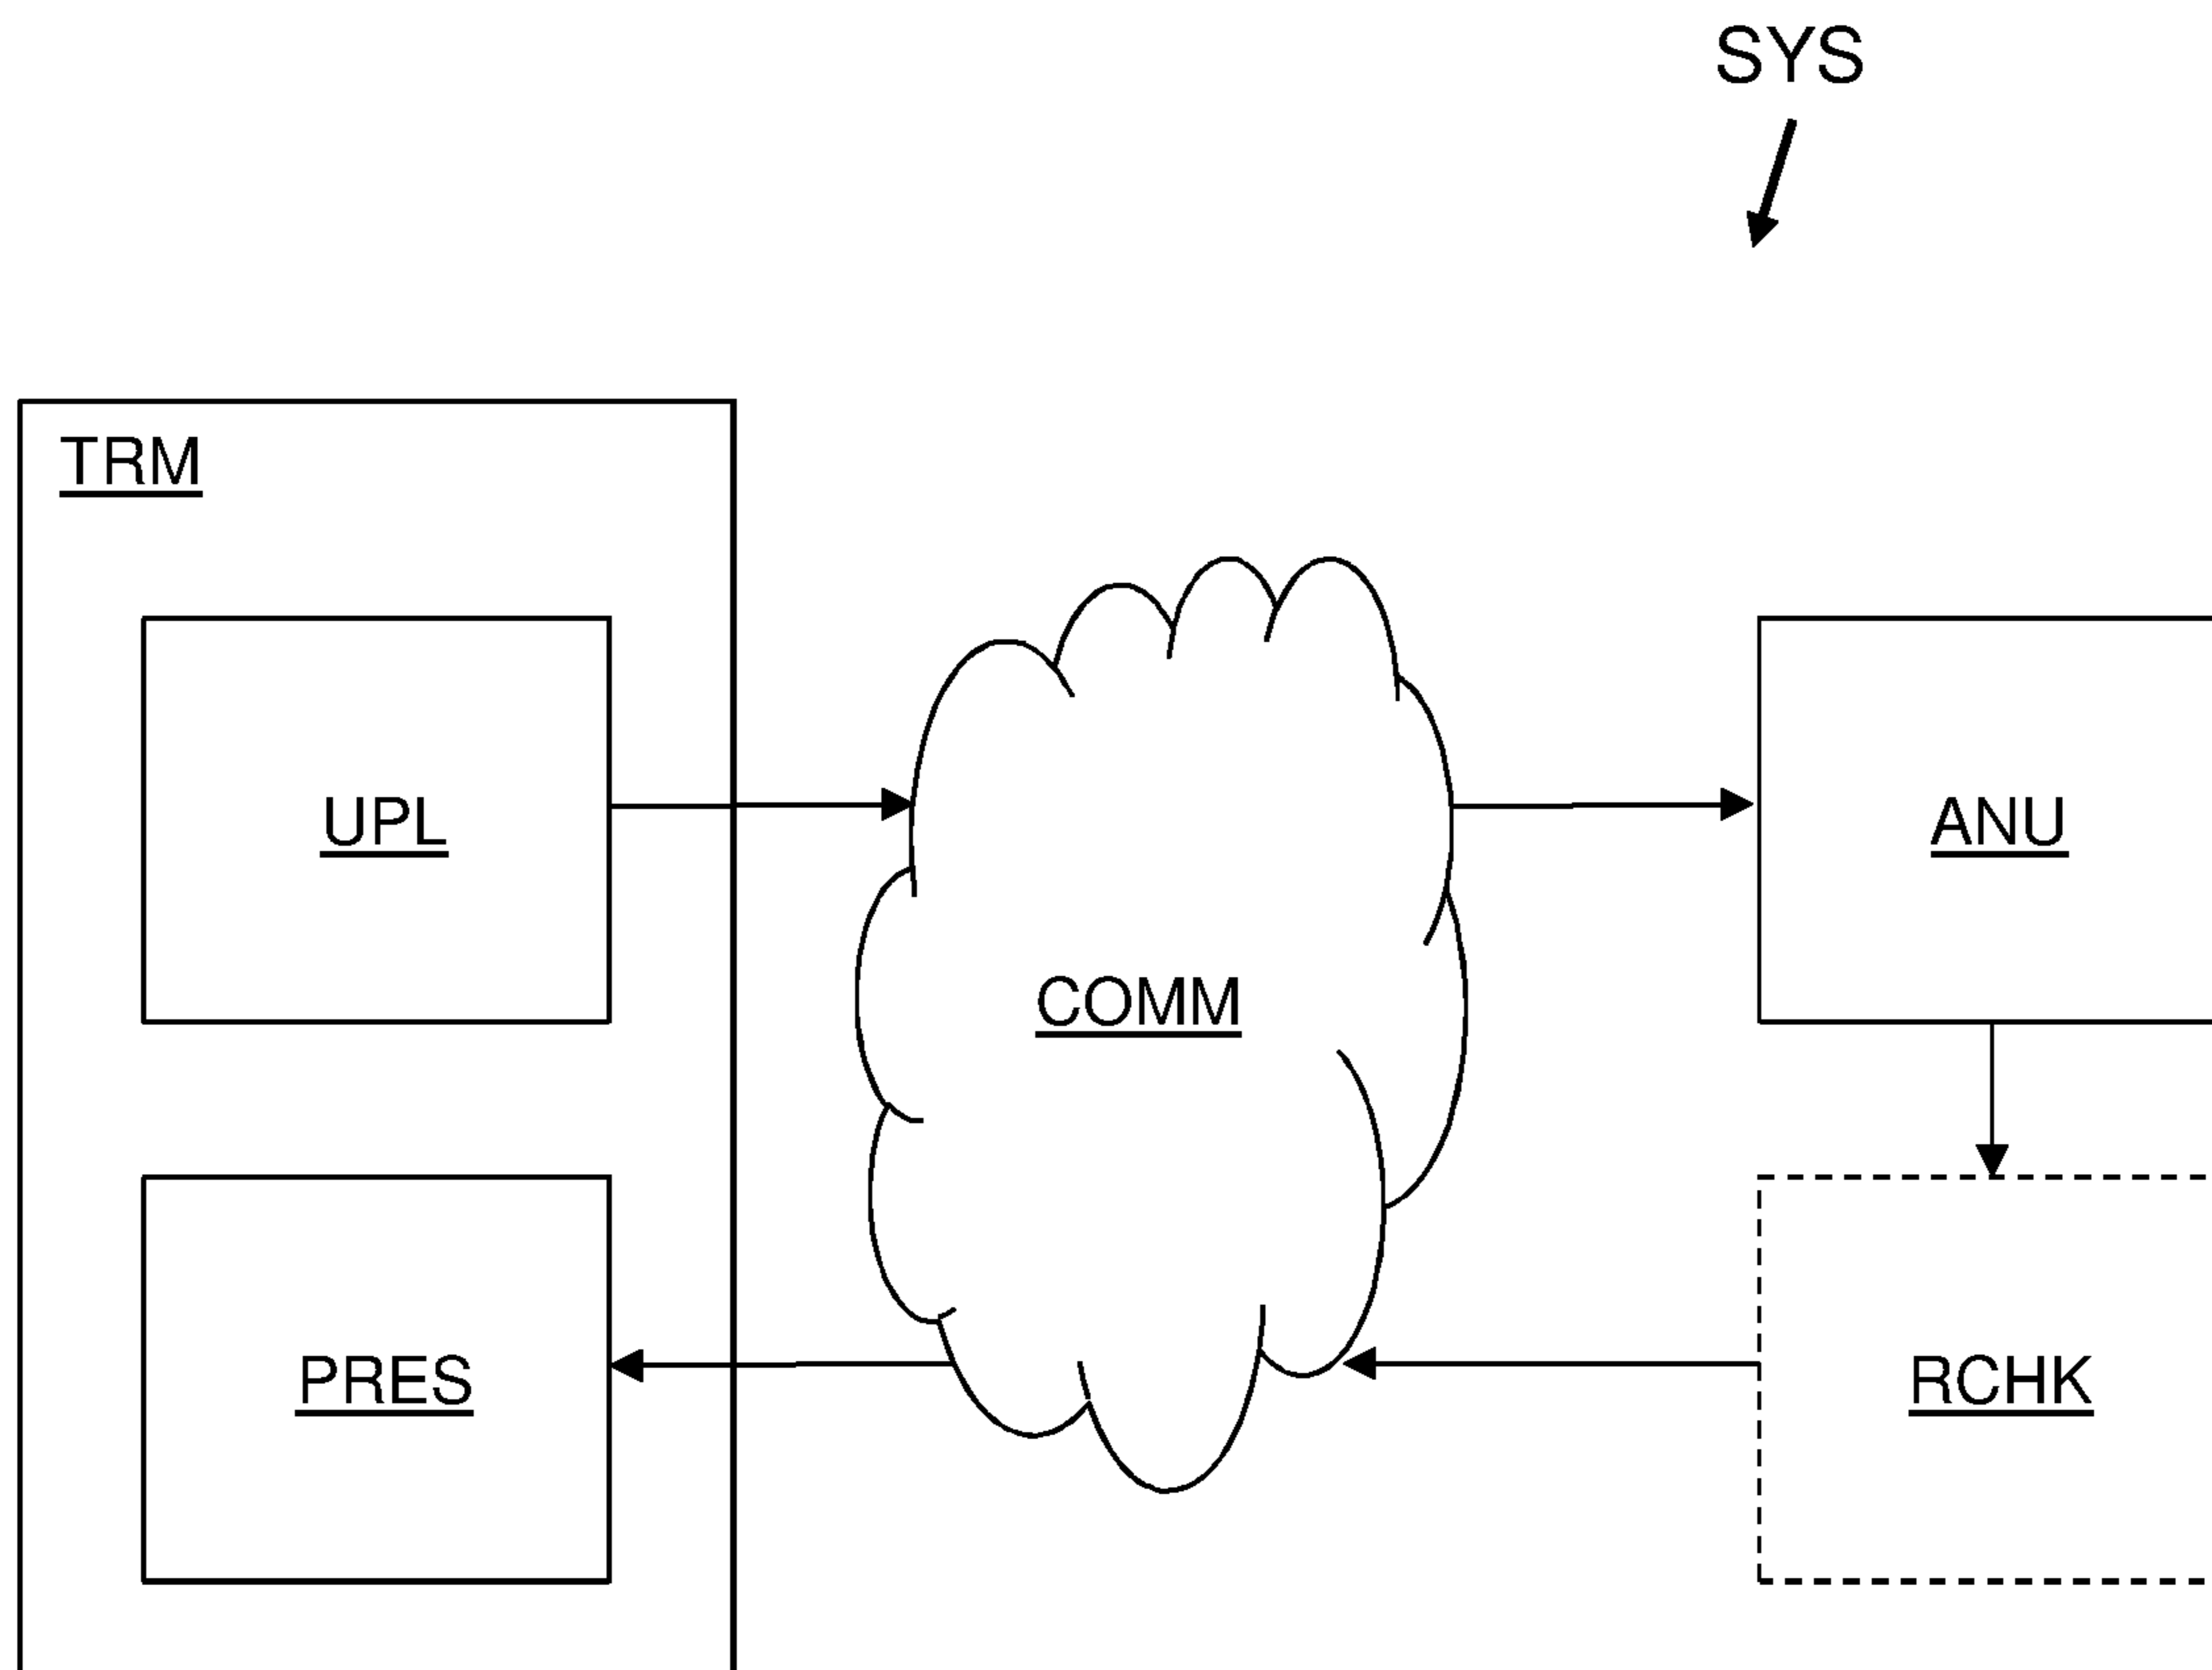 SYS
TRM
UPL
ANU
COMM
PRES
RCHK